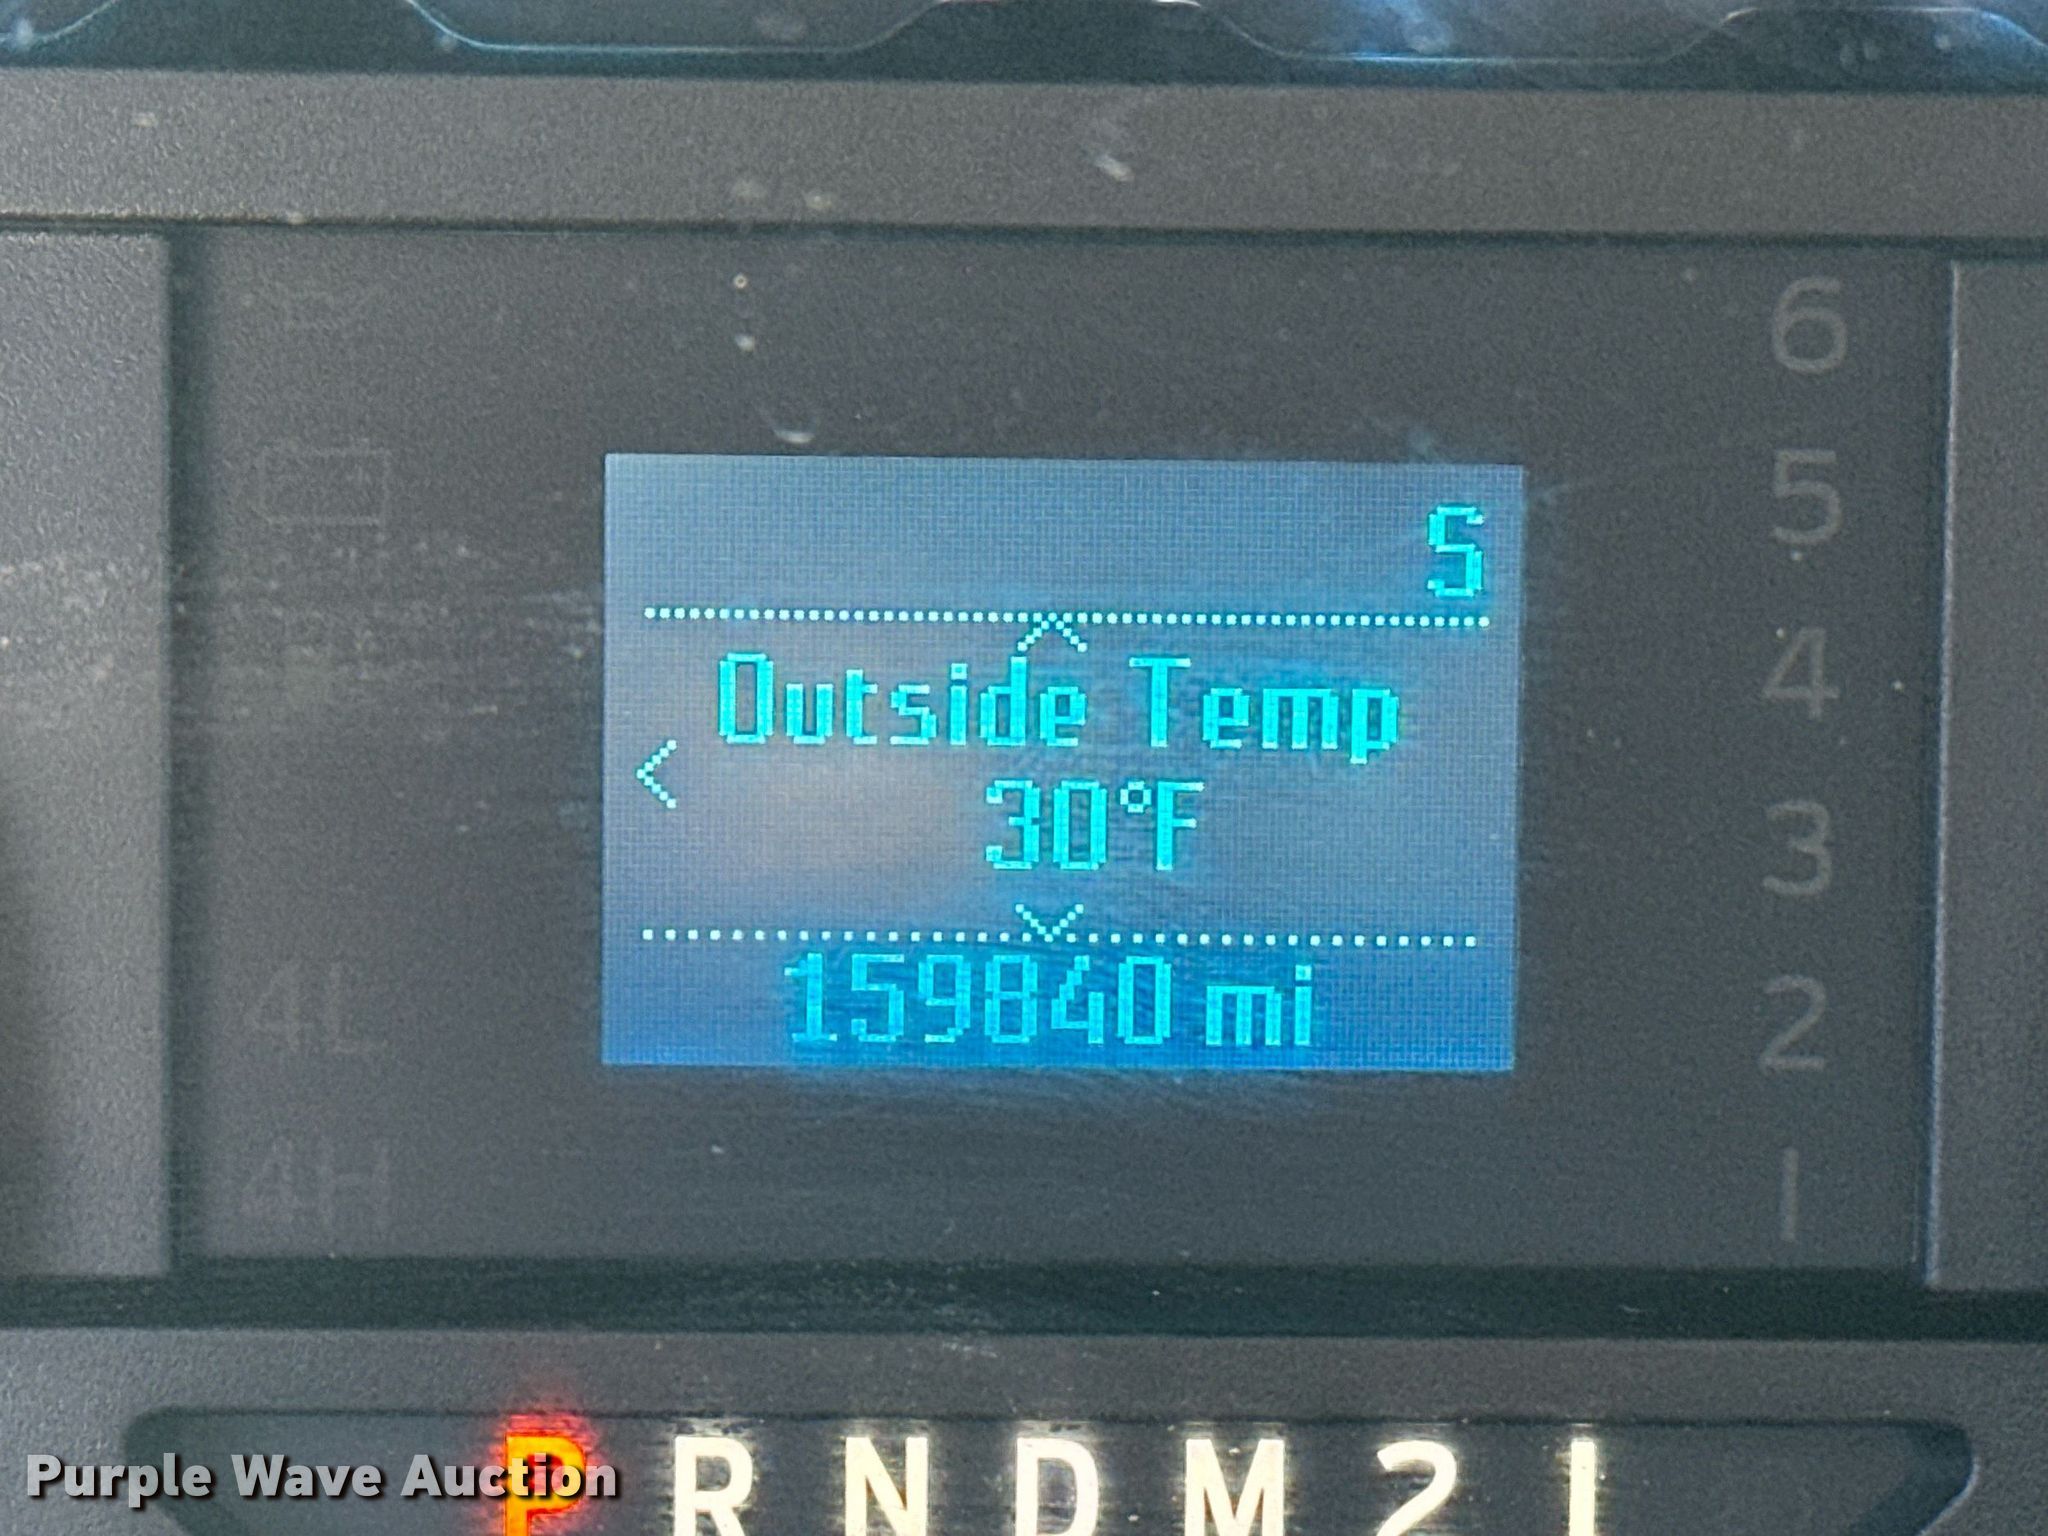 S
Outside Temp
30°F
159840 mi
6
5
4
3
2
1
4L
4H
P R N D M 2 1
Purple Wave Auction